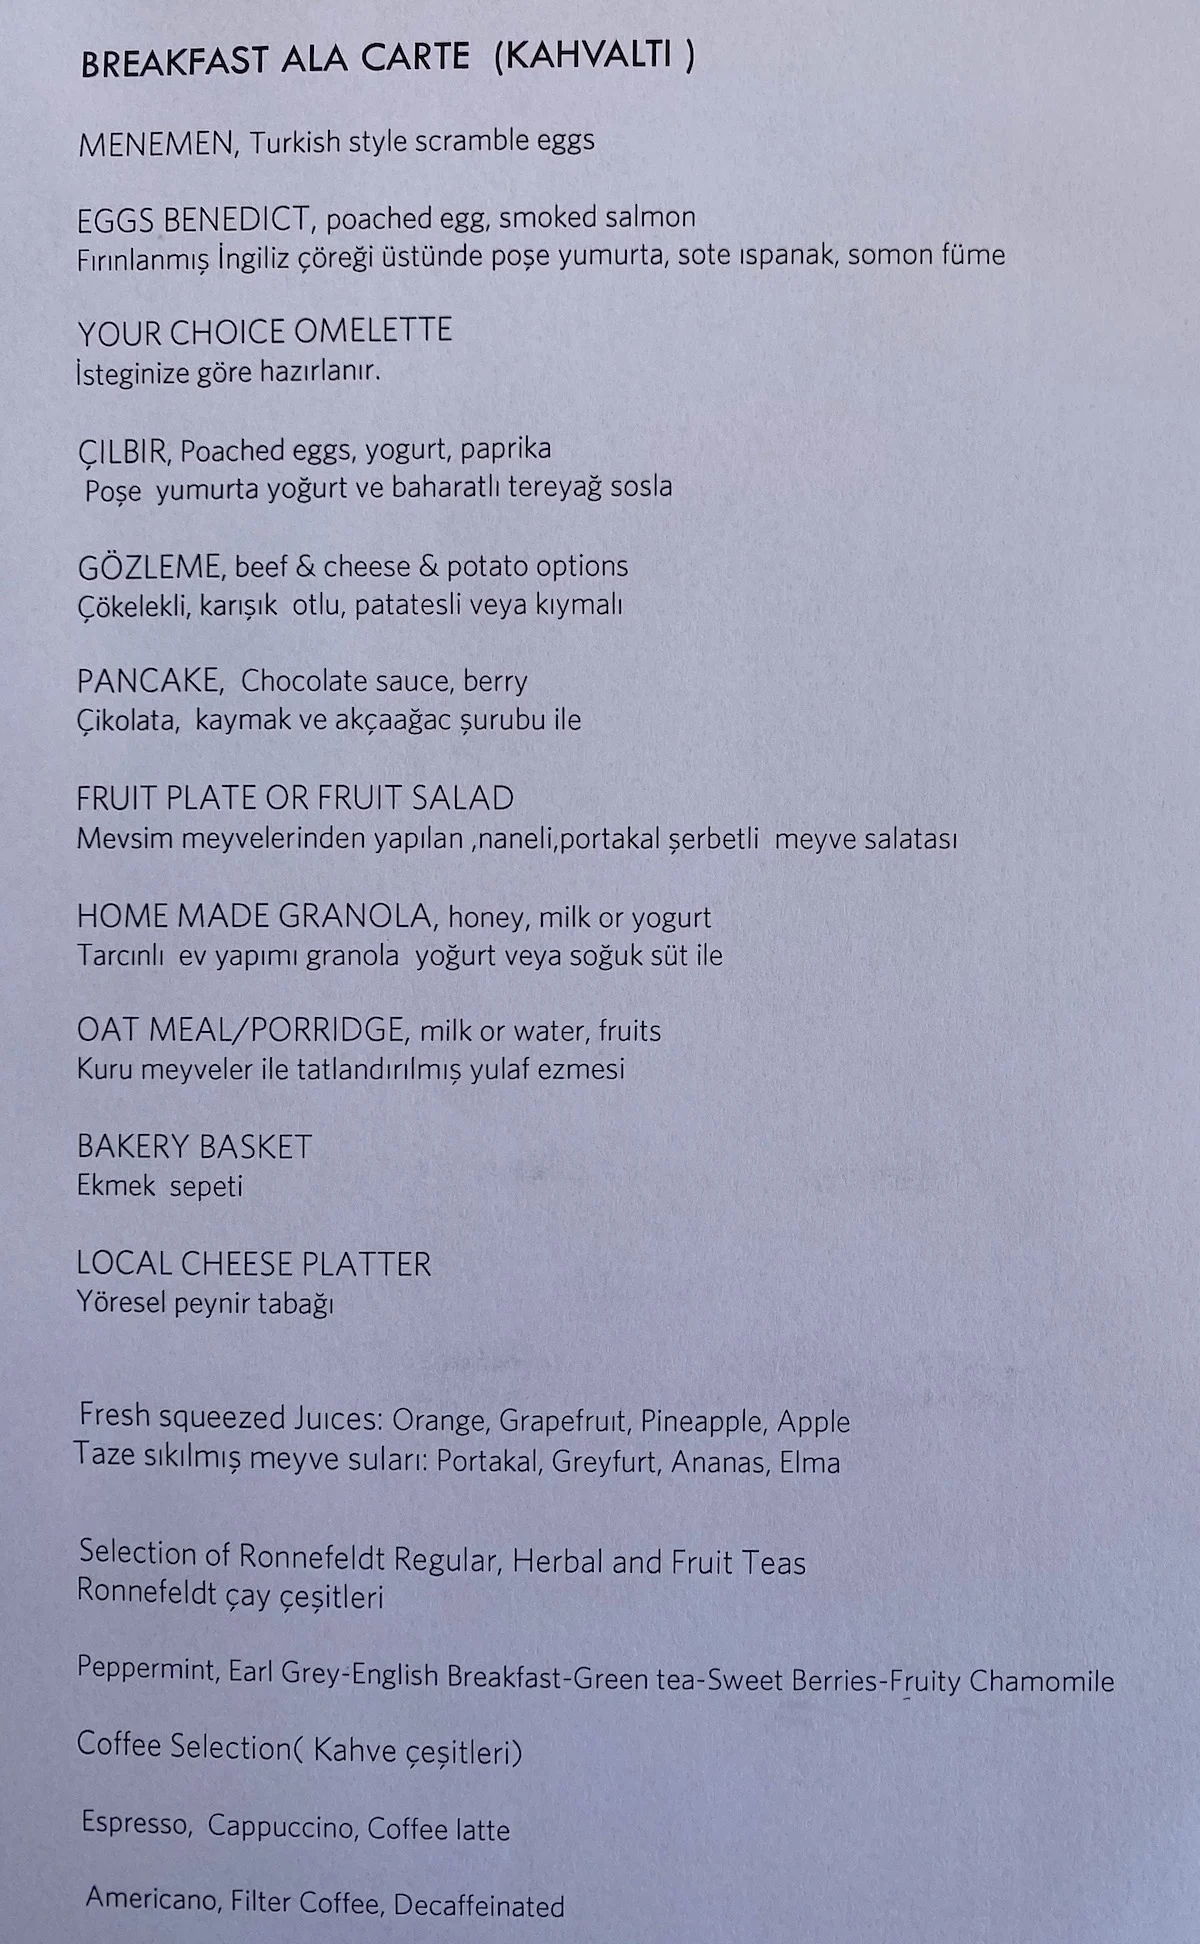 BREAKFAST ALA CARTE (KAHVALTI )
MENEMEN, Turkish style scramble eggs
EGGS BENEDICT, poached egg, smoked salmon
Fırınlanmış İngiliz çöreği üstünde poşe yumurta, sote ıspanak, somon füme
YOUR CHOICE OMELETTE
İsteginize göre hazırlanır.
ÇILBIR, Poached eggs, yogurt, paprika
Poşe yumurta yoğurt ve baharatlı tereyağ sosla
GÖZLEME, beef & cheese & potato options
Çökelekli, karışık otlu, patatesli veya kıymalı
PANCAKE, Chocolate sauce, berry
Çikolata, kaymak ve akçaağac şurubu ile
FRUIT PLATE OR FRUIT SALAD
Mevsim meyvelerinden yapılan ,naneli,portakal şerbetli meyve salatası
HOME MADE GRANOLA, honey, milk or yogurt
Tarcınlı ev yapımı granola yoğurt veya soğuk süt ile
OAT MEAL/PORRIDGE, milk or water, fruits
Kuru meyveler ile tatlandırılmış yulaf ezmesi
BAKERY BASKET
Ekmek sepeti
LOCAL CHEESE PLATTER
Yöresel peynir tabağı
Fresh squeezed Juıces: Orange, Grapefruıt, Pineapple, Apple
Taze sıkılmış meyve suları: Portakal, Greyfurt, Ananas, Elma
Selection of Ronnefeldt Regular, Herbal and Fruit Teas
Ronnefeldt çay çeşitleri
Peppermint, Earl Grey-English Breakfast-Green tea-Sweet Berries-Fruity Chamomile
Coffee Selection( Kahve çeşitleri)
Espresso, Cappuccino, Coffee latte
Americano, Filter Coffee, Decaffeinated